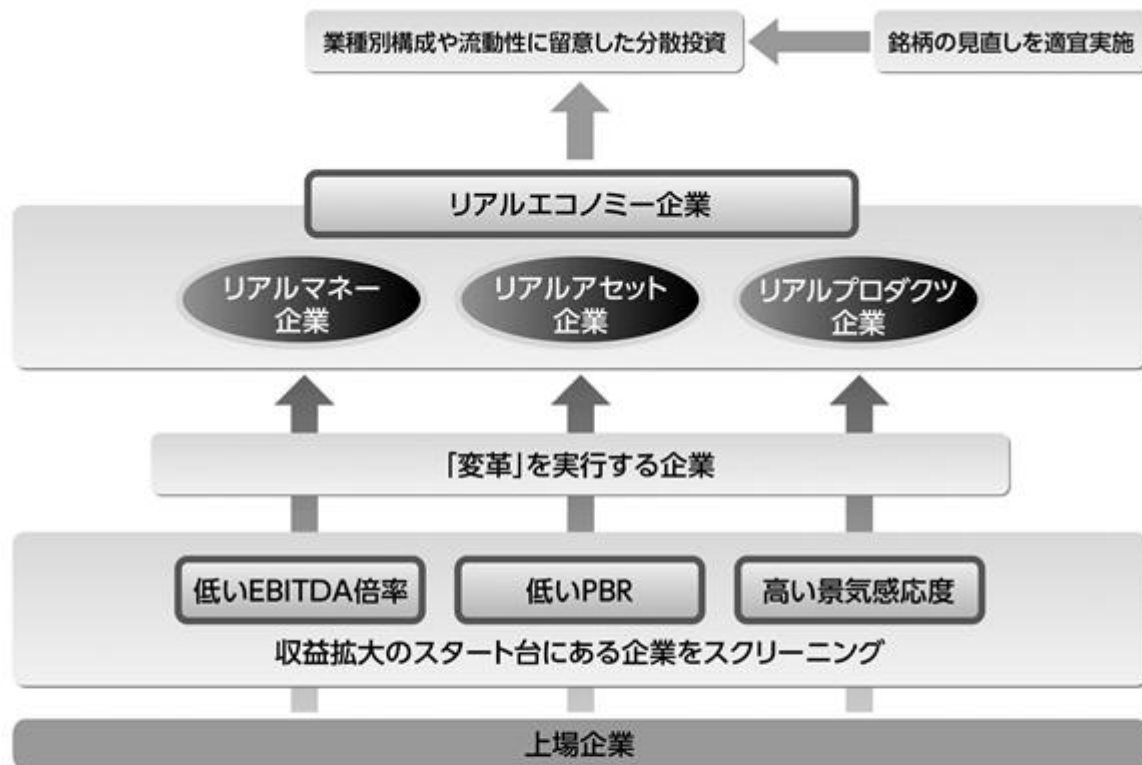 業種別構成や流動性に留意した分散投資
銘柄の見直しを適宜実施
リアルエコノミー企業
リアルマネー
企業
リアルアセット
企業
リアルプロダクツ
企業
「変革」を実行する企業
低いEBITDA倍率
低いPBR
高い景気感応度
収益拡大のスタート台にある企業をスクリーニング
上場企業